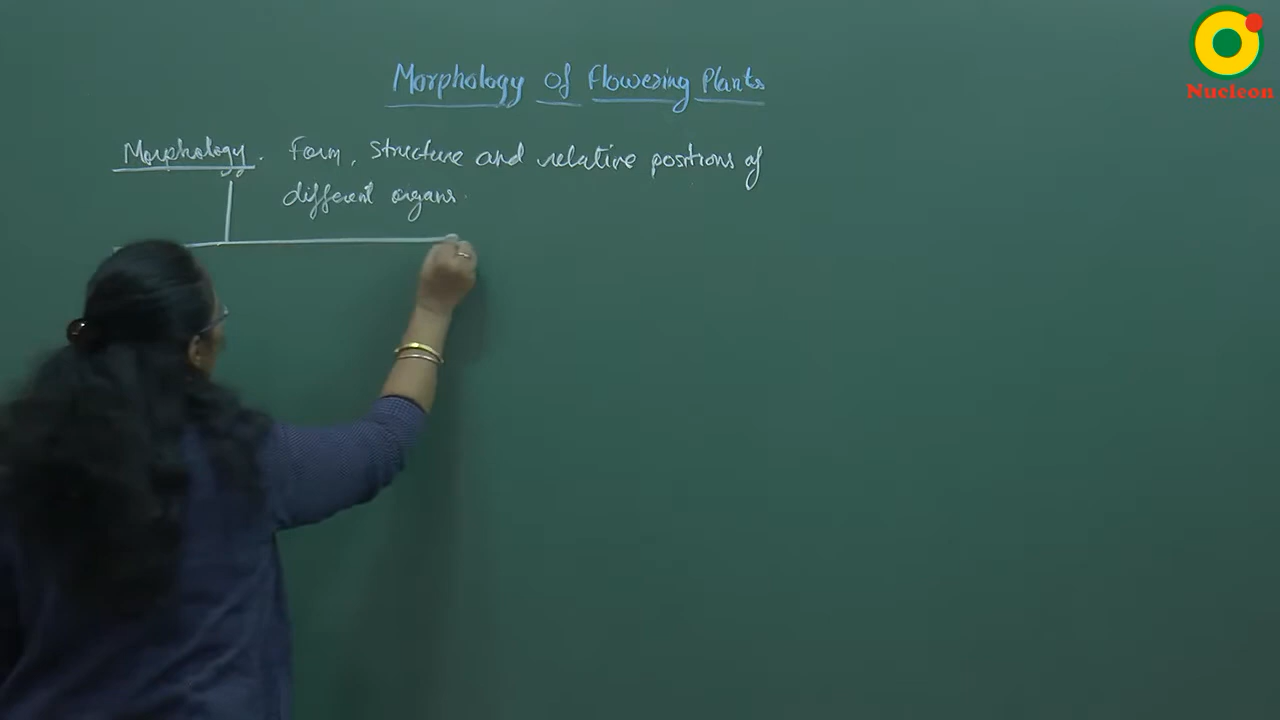 Morphology of Flowering Plants
Nucleon
Morphology. Form, Structure and relative positions of
different organs.